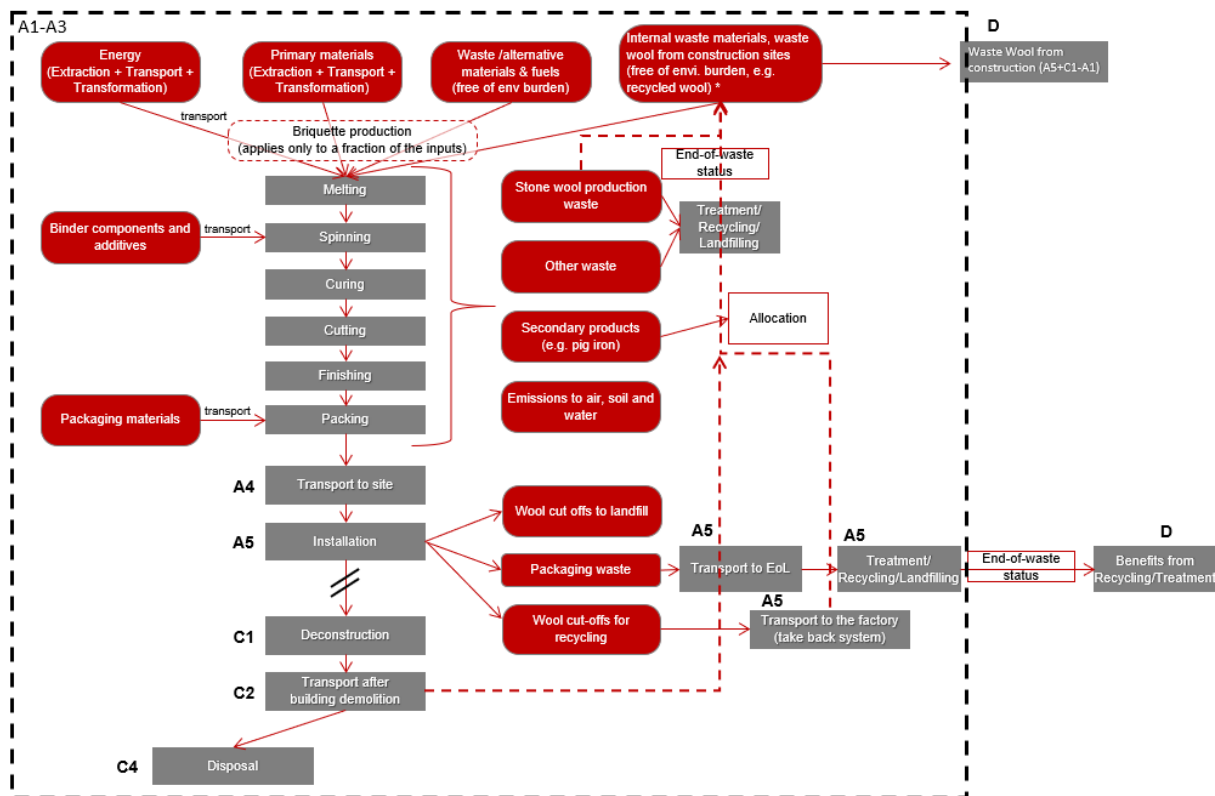 A1-A3
D
Energy
(Extraction + Transport +
Transformation)
Primary materials
(Extraction + Transport +
Transformation)
Waste /alternative
materials & fuels
(free of env burden)
Internal waste materials, waste
wool from construction sites
(free of envi. burden, e.g.
recycled wool) *
Waste Wool from
construction (A5+C1-A1)
transport
Briquette production
(applies only to a fraction of the inputs)
End-of-waste
status
Melting
Stone wool production
waste
Treatment/
Recycling/
Landfilling
Binder components and
additives
transport
Spinning
Other waste
Curing
Cutting
Secondary products
(e.g. pig iron)
Allocation
Finishing
Emissions to air, soil and
water
Packaging materials
transport
Packing
A4
Transport to site
Wool cut offs to landfill
A5
Installation
A5
A5
D
Packaging waste
Transport to EoL
Treatment/
Recycling/Landfilling
End-of-waste
status
Benefits from
Recycling/Treatment
A5
C1
Deconstruction
Wool cut-offs for
recycling
Transport to the factory
(take back system)
C2
Transport after
building demolition
C4
Disposal